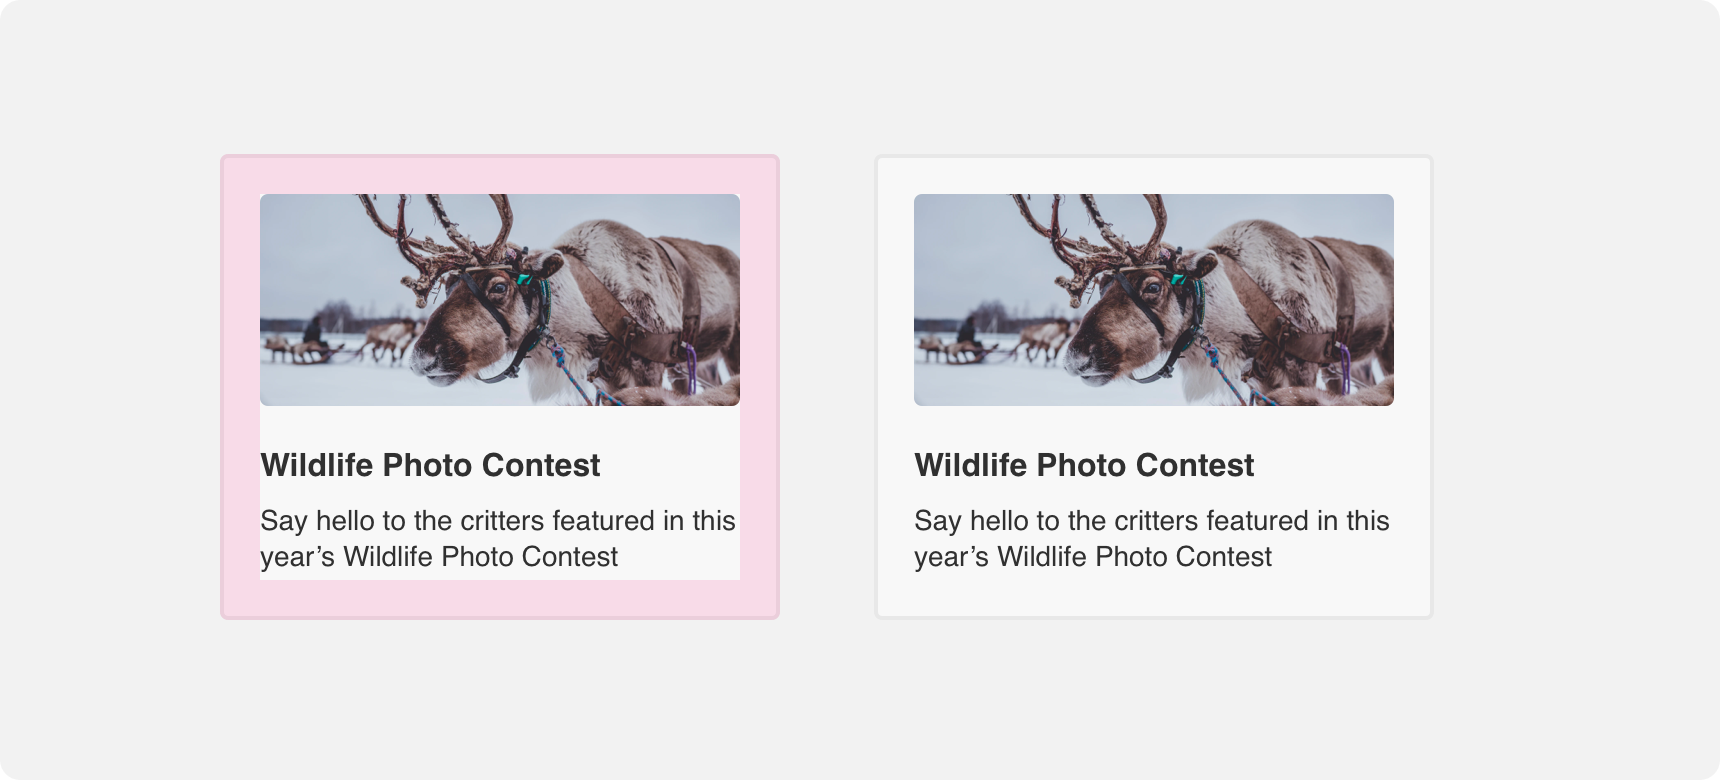 Wildlife Photo Contest
Say hello to the critters featured in this
year’s Wildlife Photo Contest
Wildlife Photo Contest
Say hello to the critters featured in this
year’s Wildlife Photo Contest